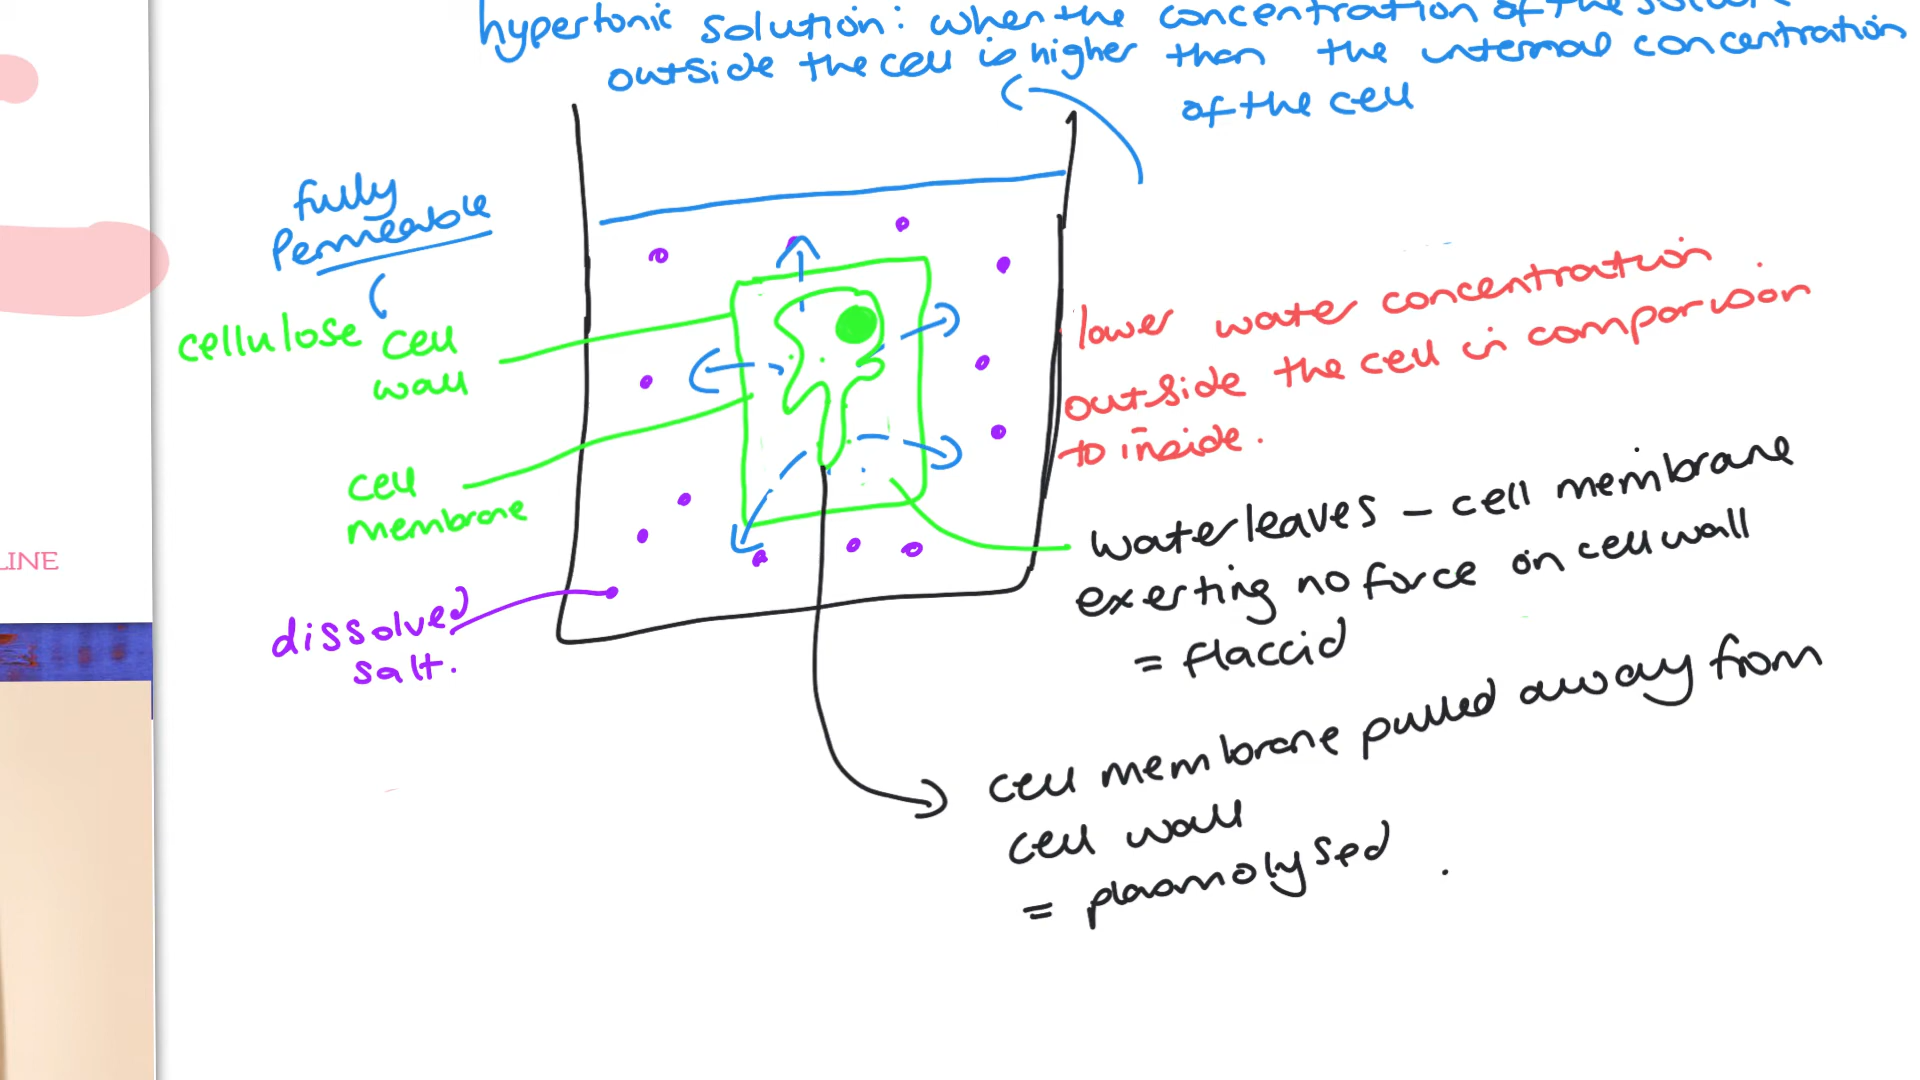 hypertonic solution: when the concentration of the solute
outside the cell is higher than the internal concentration
of the cell
fully
Permeable
cellulose cell
wall
cell
membrane
dissolved
salt.
lower water concentration
outside the cell in comparison
to inside.
water leaves - cell membrane
exerting no force on cell wall
= flaccid
cell membrane pulled away from
cell wall
= plasmolysed
LINE